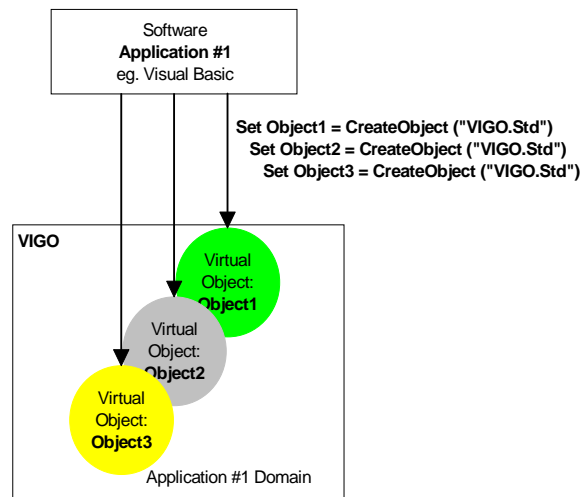 Software
Application #1
eg. Visual Basic
Set Object1 = CreateObject ("VIGO.Std")
Set Object2 = CreateObject ("VIGO.Std")
Set Object3 = CreateObject ("VIGO.Std")
VIGO
Virtual
Object:
Object1
Virtual
Object:
Object2
Virtual
Object:
Object3
Application #1 Domain